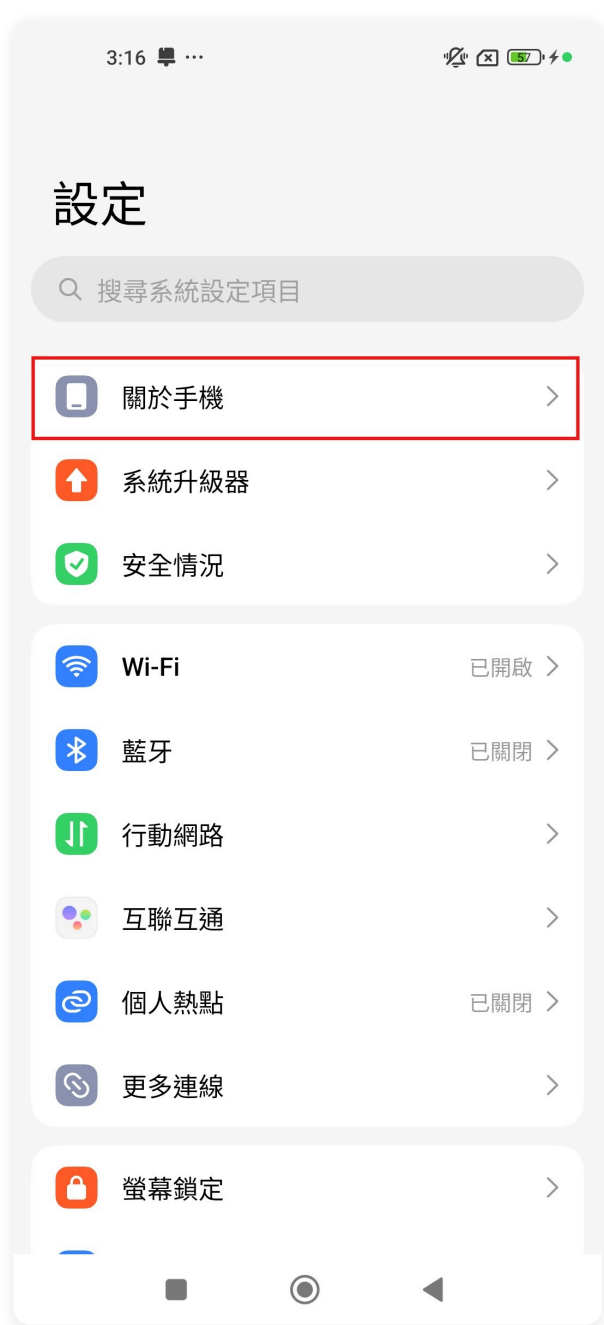 3:16 ...
57
設定
搜尋系統設定項目
關於手機
系統升級器
安全情況
Wi-Fi 已開啟
藍牙 已關閉
行動網路
互聯互通
個人熱點 已關閉
更多連線
螢幕鎖定